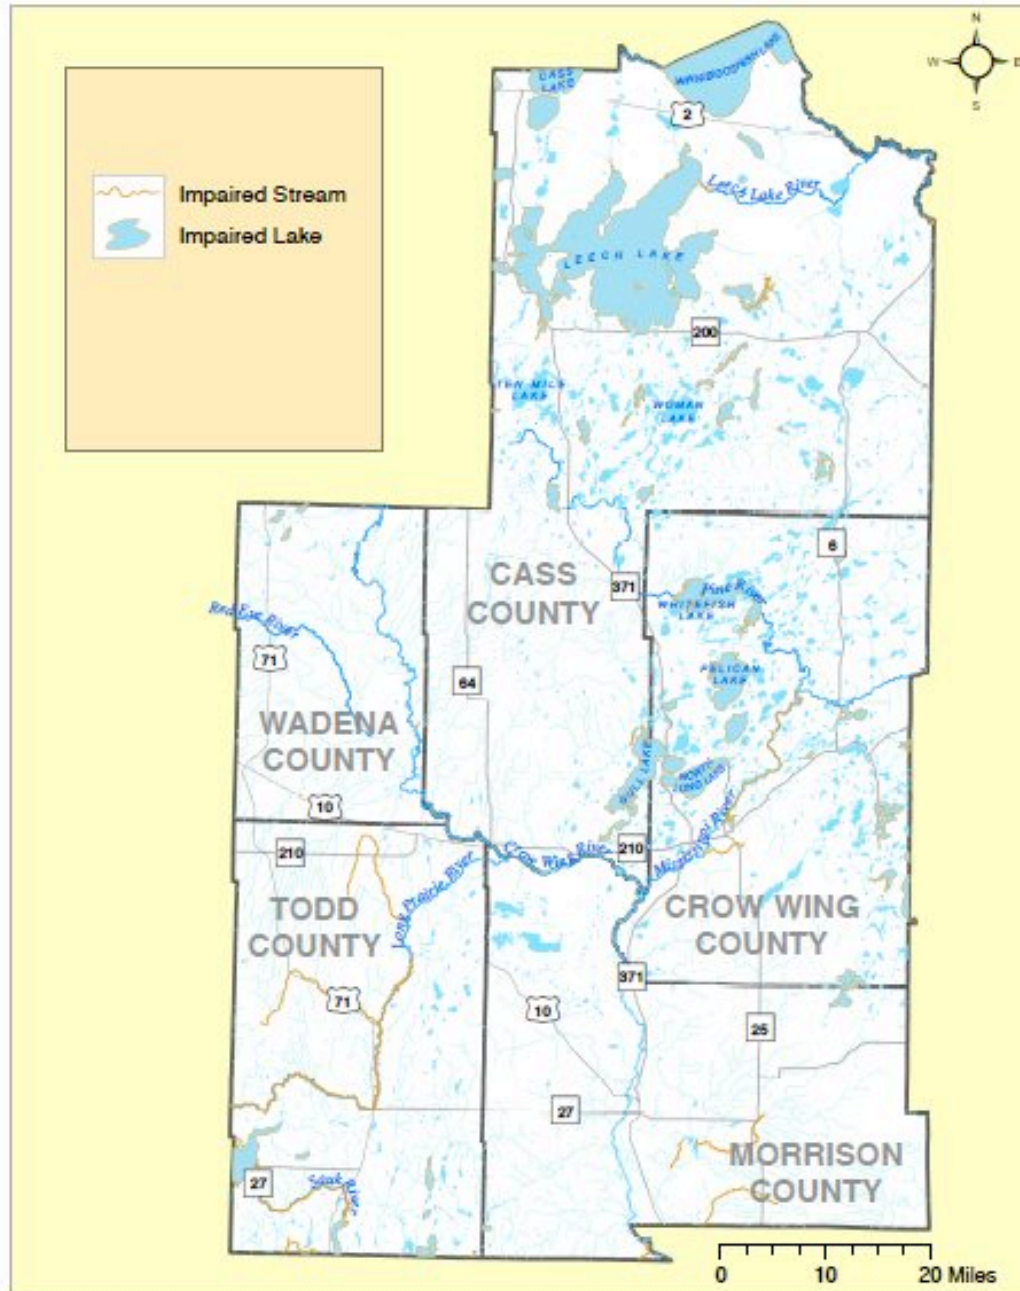 N
W
E
S
Impaired Stream
Impaired Lake
CASS
LAKE
2
Leech Lake River
LEECH LAKE
200
TEN MILE
LAKE
WOMAN
LAKE
6
CASS
COUNTY
371
Pine River
WHITEFISH
LAKE
Red Eye River
71
64
PELICAN
LAKE
WADENA
COUNTY
GULL LAKE
NORTH
LONG LAKE
10
210
Long Prairie River
Crow Wing River
210
Mississippi River
TODD
COUNTY
CROW WING
COUNTY
371
71
10
25
27
MORRISON
COUNTY
27
Sauk
River
0
10
20 Miles